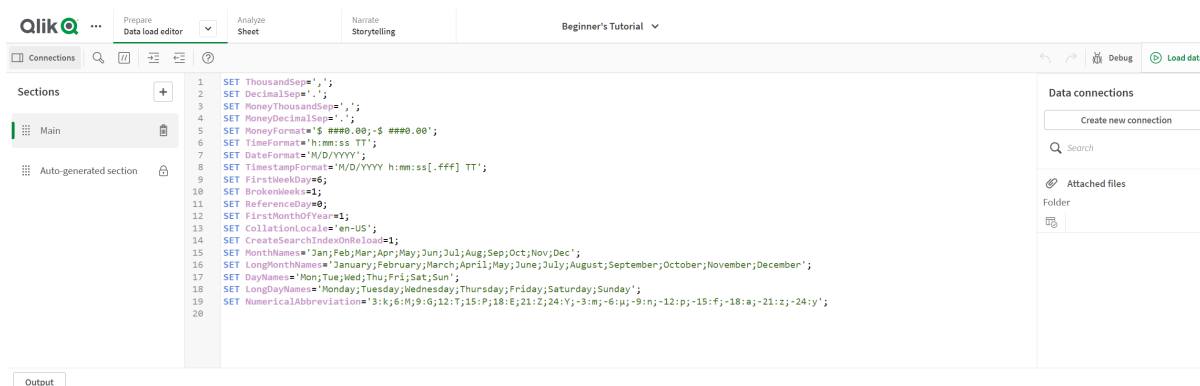 Qlik
Prepare
Data load editor
Analyze
Sheet
Narrate
Storytelling
Beginner's Tutorial
Connections
//
?
Debug
Load data
Sections
+
Main
Auto-generated section
1 SET ThousandSep=',';
2 SET DecimalSep='.';
3 SET MoneyThousandSep=',';
4 SET MoneyDecimalSep='.';
5 SET MoneyFormat='$ ###0.00;-$ ###0.00';
6 SET TimeFormat='h:mm:ss TT';
7 SET DateFormat='M/D/YYYY';
8 SET TimestampFormat='M/D/YYYY h:mm:ss[.fff] TT';
9 SET FirstWeekDay=6;
10 SET BrokenWeeks=1;
11 SET ReferenceDay=0;
12 SET FirstMonthOfYear=1;
13 SET CollationLocale='en-US';
14 SET CreateSearchIndexOnReload=1;
15 SET MonthNames='Jan;Feb;Mar;Apr;May;Jun;Jul;Aug;Sep;Oct;Nov;Dec';
16 SET LongMonthNames='January;February;March;April;May;June;July;August;September;October;November;December';
17 SET DayNames='Mon;Tue;Wed;Thu;Fri;Sat;Sun';
18 SET LongDayNames='Monday;Tuesday;Wednesday;Thursday;Friday;Saturday;Sunday';
19 SET NumericalAbbreviation='3:k;6:M;9:G;12:T;15:P;18:E;21:Z;24:Y;-3:m;-6:μ;-9:n;-12:p;-15:f;-18:a;-21:z;-24:y';
20
Data connections
Create new connection
Search
Attached files
Folder
Output